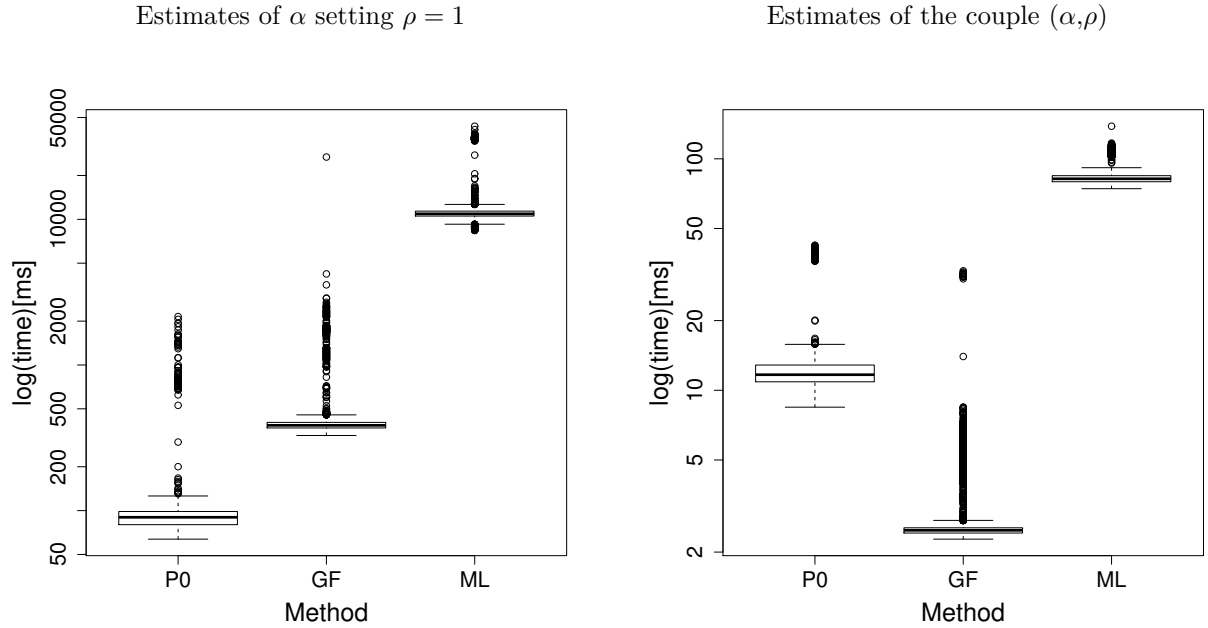 Estimates of α setting ρ = 1
log(time)[ms]
50000
10000
2000
500
200
50
P0 GF ML
Method
Estimates of the couple (α,ρ)
log(time)[ms]
100
50
20
10
5
2
P0 GF ML
Method